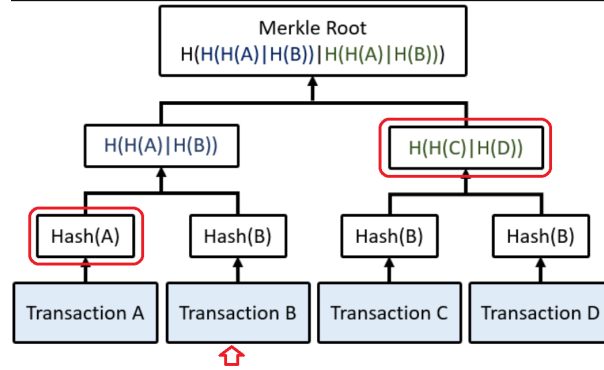 Merkle Root
H(H(H(A)|H(B))|H(H(A)|H(B)))
H(H(A)|H(B))
H(H(C)|H(D))
Hash(A)
Hash(B)
Hash(B)
Hash(B)
Transaction A
Transaction B
Transaction C
Transaction D